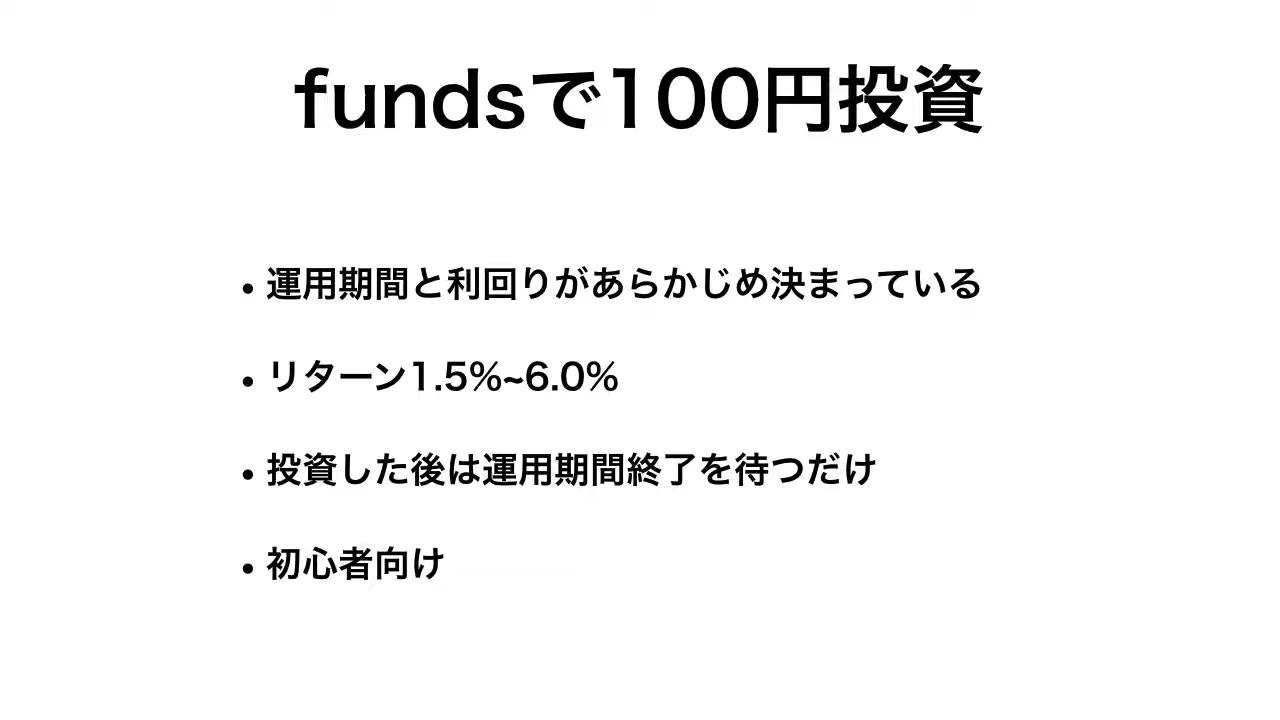 fundsで100円投資
• 運用期間と利回りがあらかじめ決まっている
• リターン1.5%~6.0%
• 投資した後は運用期間終了を待つだけ
• 初心者向け